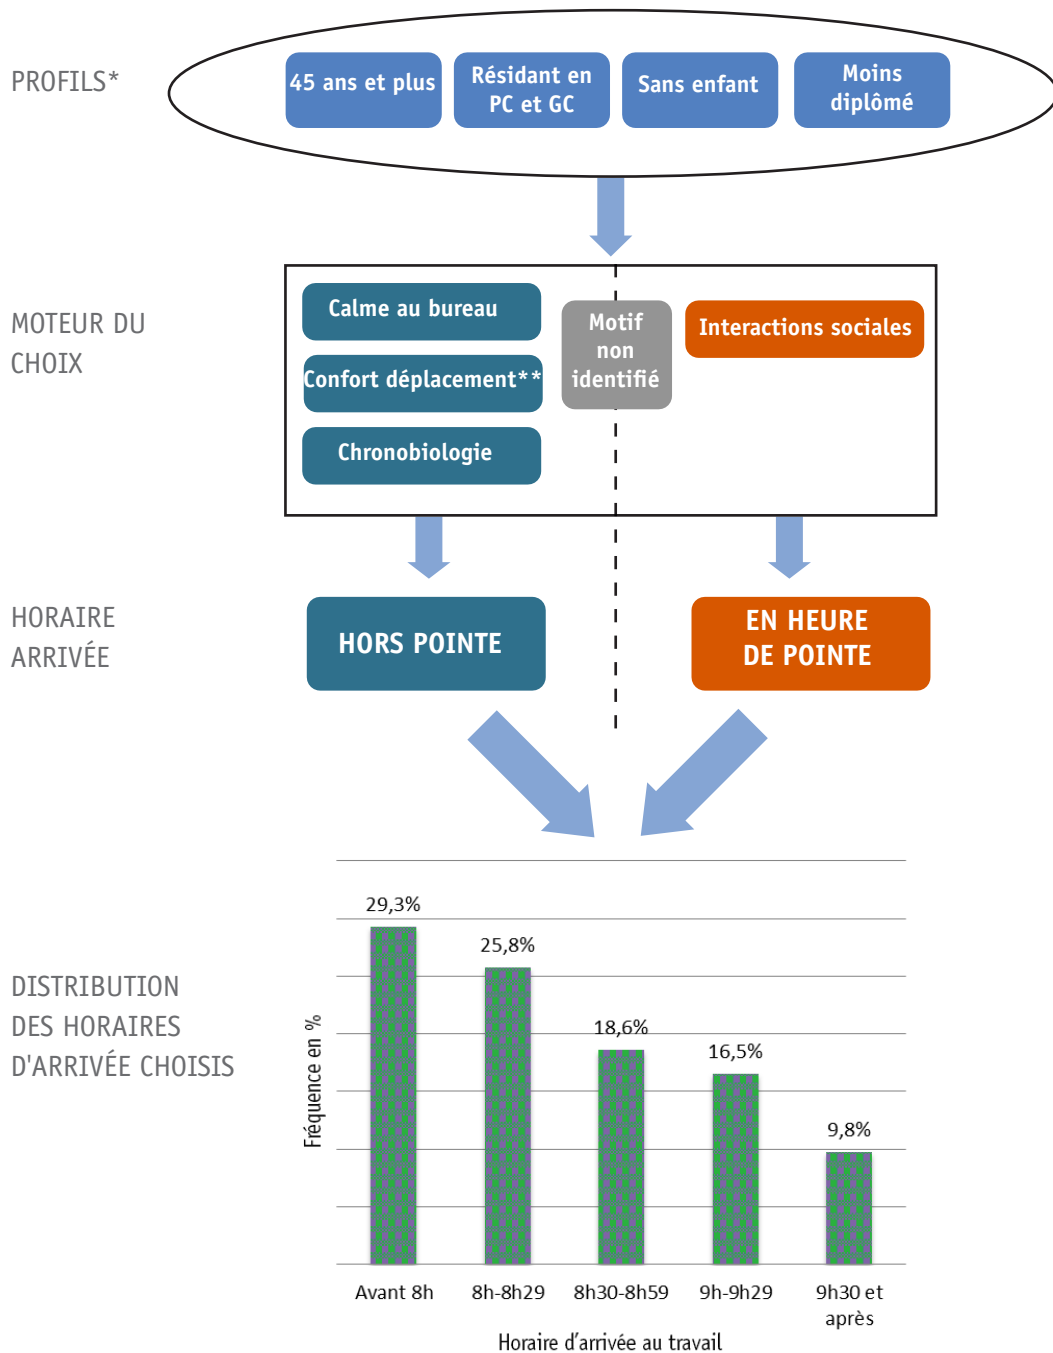 PROFILS*
45 ans et plus
Résidant en
PC et GC
Sans enfant
Moins
diplômé
MOTEUR DU
CHOIX
Calme au bureau
Confort déplacement**
Chronobiologie
Motif
non
identifié
Interactions sociales
HORAIRE
ARRIVÉE
HORS POINTE
EN HEURE
DE POINTE
DISTRIBUTION
DES HORAIRES
D'ARRIVÉE CHOISIS
Fréquence en %
29,3%
25,8%
18,6%
16,5%
9,8%
Avant 8h
8h-8h29
8h30-8h59
9h-9h29
9h30 et
après
Horaire d’arrivée au travail